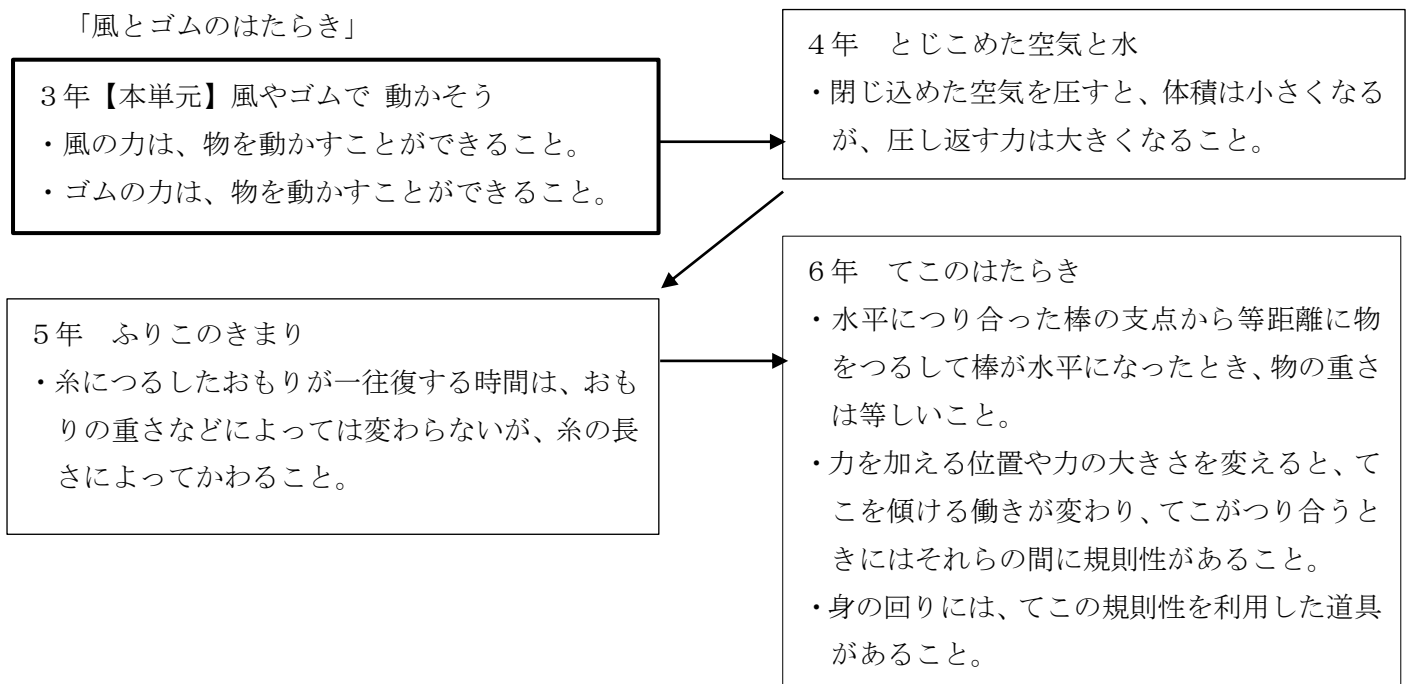 「風とゴムのはたらき」
３年【本単元】風やゴムで 動かそう
・風の力は、物を動かすことができること。
・ゴムの力は、物を動かすことができること。
４年　とじこめた空気と水
・閉じ込めた空気を圧すと、体積は小さくなる
が、圧し返す力は大きくなること。
５年　ふりこのきまり
・糸につるしたおもりが一往復する時間は、おも
りの重さなどによっては変わらないが、糸の長
さによってかわること。
６年　てこのはたらき
・水平につり合った棒の支点から等距離に物
をつるして棒が水平になったとき、物の重さ
は等しいこと。
・力を加える位置や力の大きさを変えると、て
こを傾ける働きが変わり、てこがつり合うと
きにはそれらの間に規則性があること。
・身の回りには、てこの規則性を利用した道具
があること。